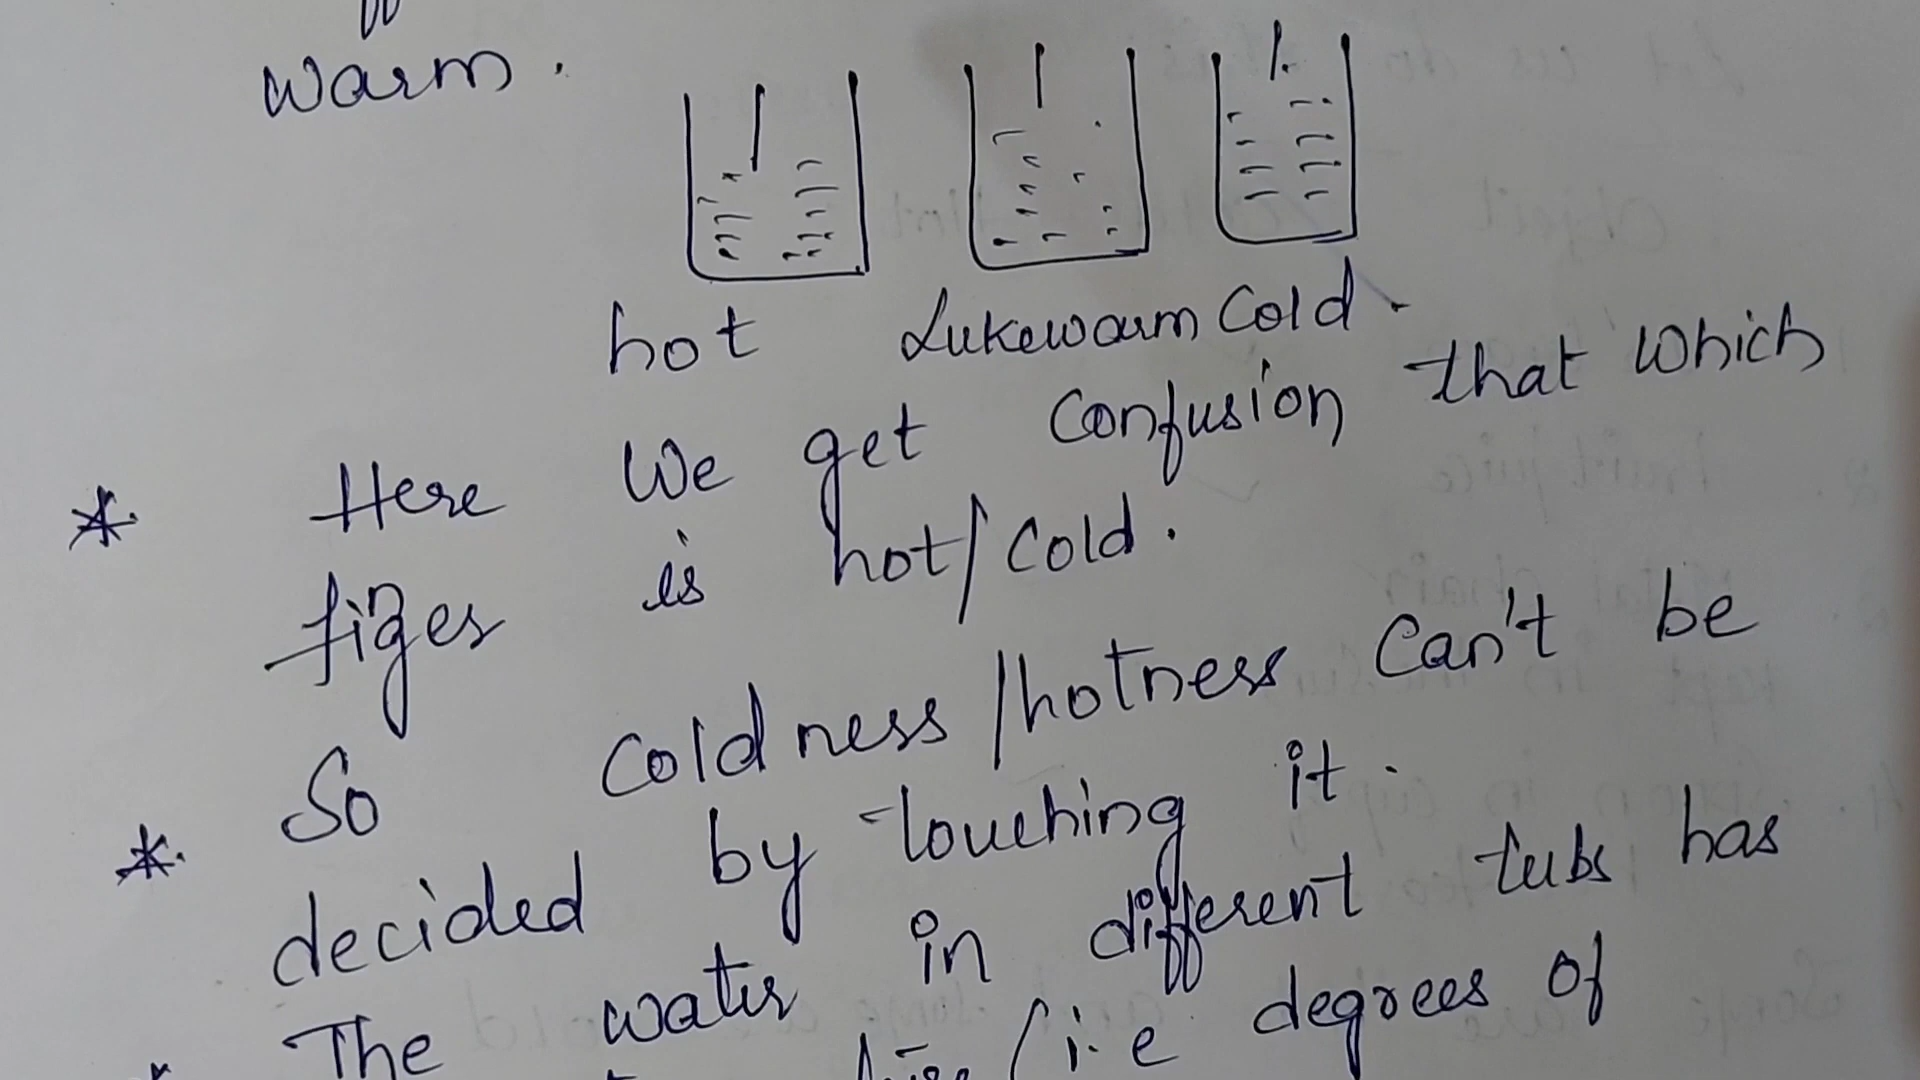 warm.
hot Lukewarm Cold.
* Here we get confusion that which
figer is hot/cold.
* So coldness/hotness can't be
decided by touching it.
* The water in different tubs has
/i.e degrees of